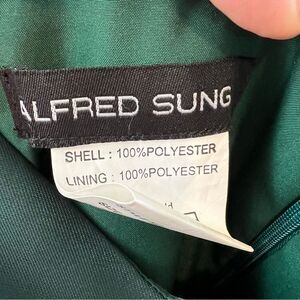 ALFRED SUNG
SHELL : 100%POLYESTER
LINING : 100%POLYESTER